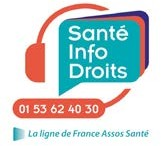 Santé
Info
Droits
01 53 62 40 30
La ligne de France Assos Santé